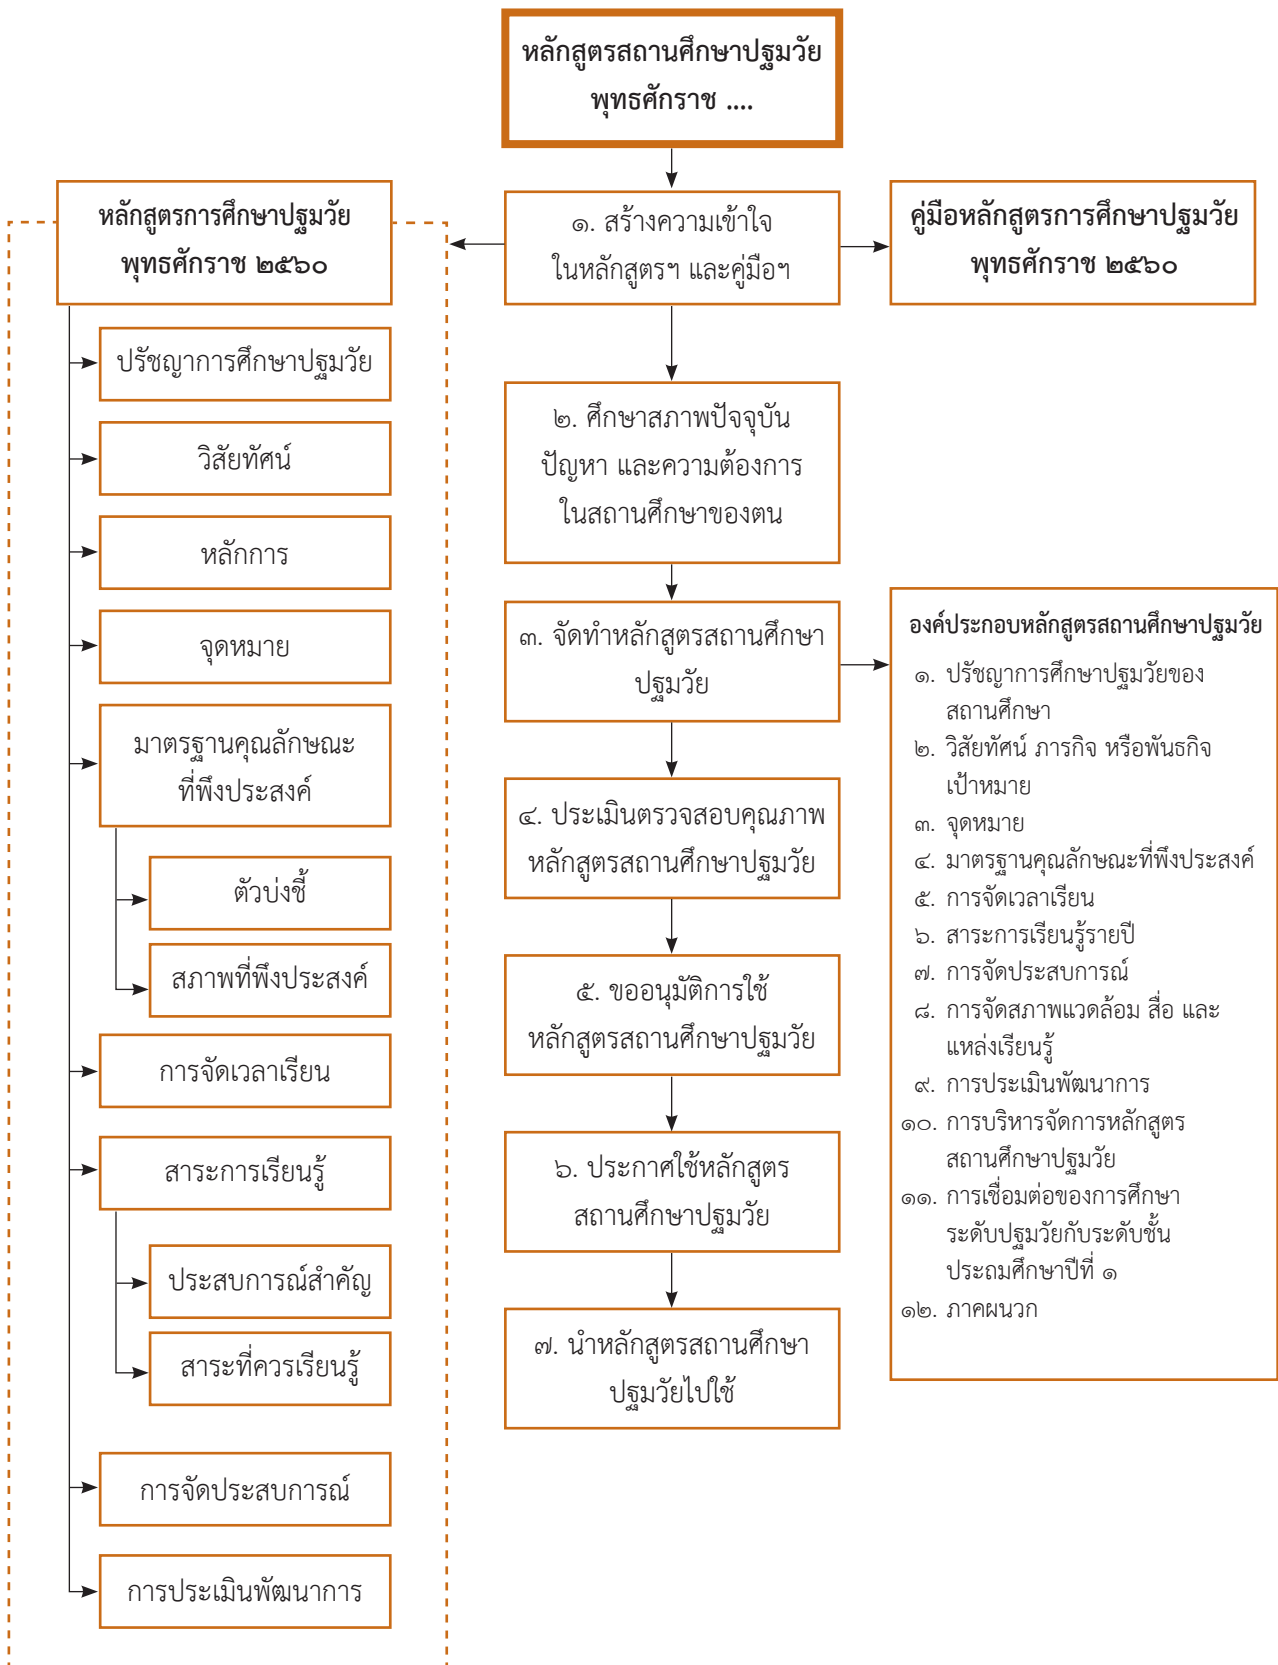 หลักสูตรสถานศึกษาปฐมวัย
พุทธศักราช ....
หลักสูตรการศึกษาปฐมวัย
พุทธศักราช ๒๕๖๐
๑. สร้างความเข้าใจ
ในหลักสูตรฯ และคู่มือฯ
คู่มือหลักสูตรการศึกษาปฐมวัย
พุทธศักราช ๒๕๖๐
ปรัชญาการศึกษาปฐมวัย
วิสัยทัศน์
หลักการ
จุดหมาย
มาตรฐานคุณลักษณะ
ที่พึงประสงค์
ตัวบ่งชี้
สภาพที่พึงประสงค์
การจัดเวลาเรียน
สาระการเรียนรู้
ประสบการณ์สำคัญ
สาระที่ควรเรียนรู้
การจัดประสบการณ์
การประเมินพัฒนาการ
๒. ศึกษาสภาพปัจจุบัน
ปัญหา และความต้องการ
ในสถานศึกษาของตน
๓. จัดทำหลักสูตรสถานศึกษา
ปฐมวัย
๔. ประเมินตรวจสอบคุณภาพ
หลักสูตรสถานศึกษาปฐมวัย
๕. ขออนุมัติการใช้
หลักสูตรสถานศึกษาปฐมวัย
๖. ประกาศใช้หลักสูตร
สถานศึกษาปฐมวัย
๗. นำหลักสูตรสถานศึกษา
ปฐมวัยไปใช้
องค์ประกอบหลักสูตรสถานศึกษาปฐมวัย
๑. ปรัชญาการศึกษาปฐมวัยของ
สถานศึกษา
๒. วิสัยทัศน์ ภารกิจ หรือพันธกิจ
เป้าหมาย
๓. จุดหมาย
๔. มาตรฐานคุณลักษณะที่พึงประสงค์
๕. การจัดเวลาเรียน
๖. สาระการเรียนรู้รายปี
๗. การจัดประสบการณ์
๘. การจัดสภาพแวดล้อม สื่อ และ
แหล่งเรียนรู้
๙. การประเมินพัฒนาการ
๑๐. การบริหารจัดการหลักสูตร
สถานศึกษาปฐมวัย
๑๑. การเชื่อมต่อของการศึกษา
ระดับปฐมวัยกับระดับชั้น
ประถมศึกษาปีที่ ๑
๑๒. ภาคผนวก